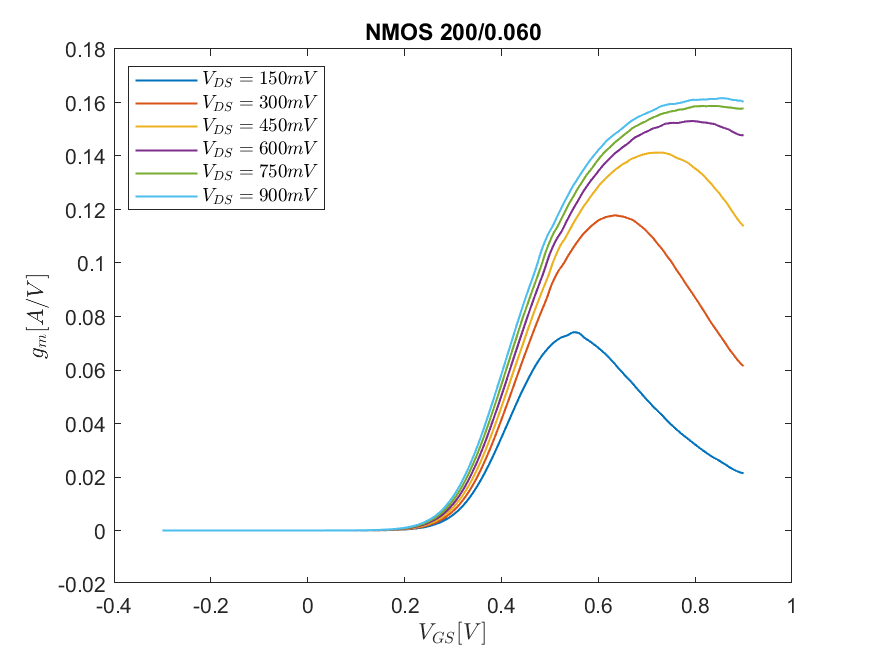 NMOS 200/0.060
0.18
0.16
0.14
0.12
0.1
0.08
0.06
0.04
0.02
0
-0.02
g_m[A/V]
V_DS = 150mV
V_DS = 300mV
V_DS = 450mV
V_DS = 600mV
V_DS = 750mV
V_DS = 900mV
-0.4 -0.2 0 0.2 0.4 0.6 0.8 1
V_GS[V]